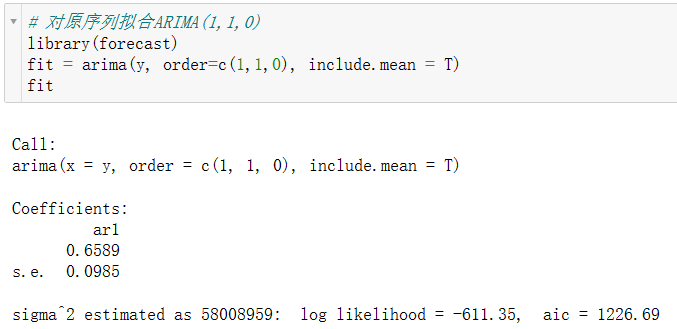 # 对原序列拟合ARIMA(1,1,0)
library(forecast)
fit = arima(y, order=c(1,1,0), include.mean = T)
fit
Call:
arima(x = y, order = c(1, 1, 0), include.mean = T)
Coefficients:
ar1
0.6589
s.e.  0.0985
sigma^2 estimated as 58008959:  log likelihood = -611.35,  aic = 1226.69